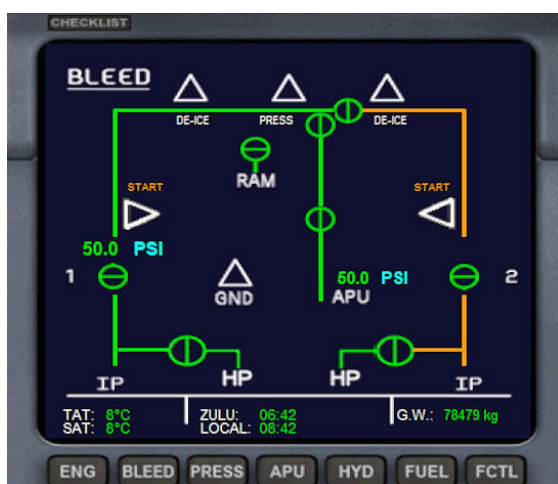 CHECKLIST
BLEED
DE-ICE PRESS DE-ICE
RAM
START START
50.0 PSI
1 50.0 PSI 2
GND APU
HP HP
IP IP
TAT: 8°C ZULU: 06:42 G.W.: 78479 kg
SAT: 8°C LOCAL: 08:42
ENG BLEED PRESS APU HYD FUEL FCTL